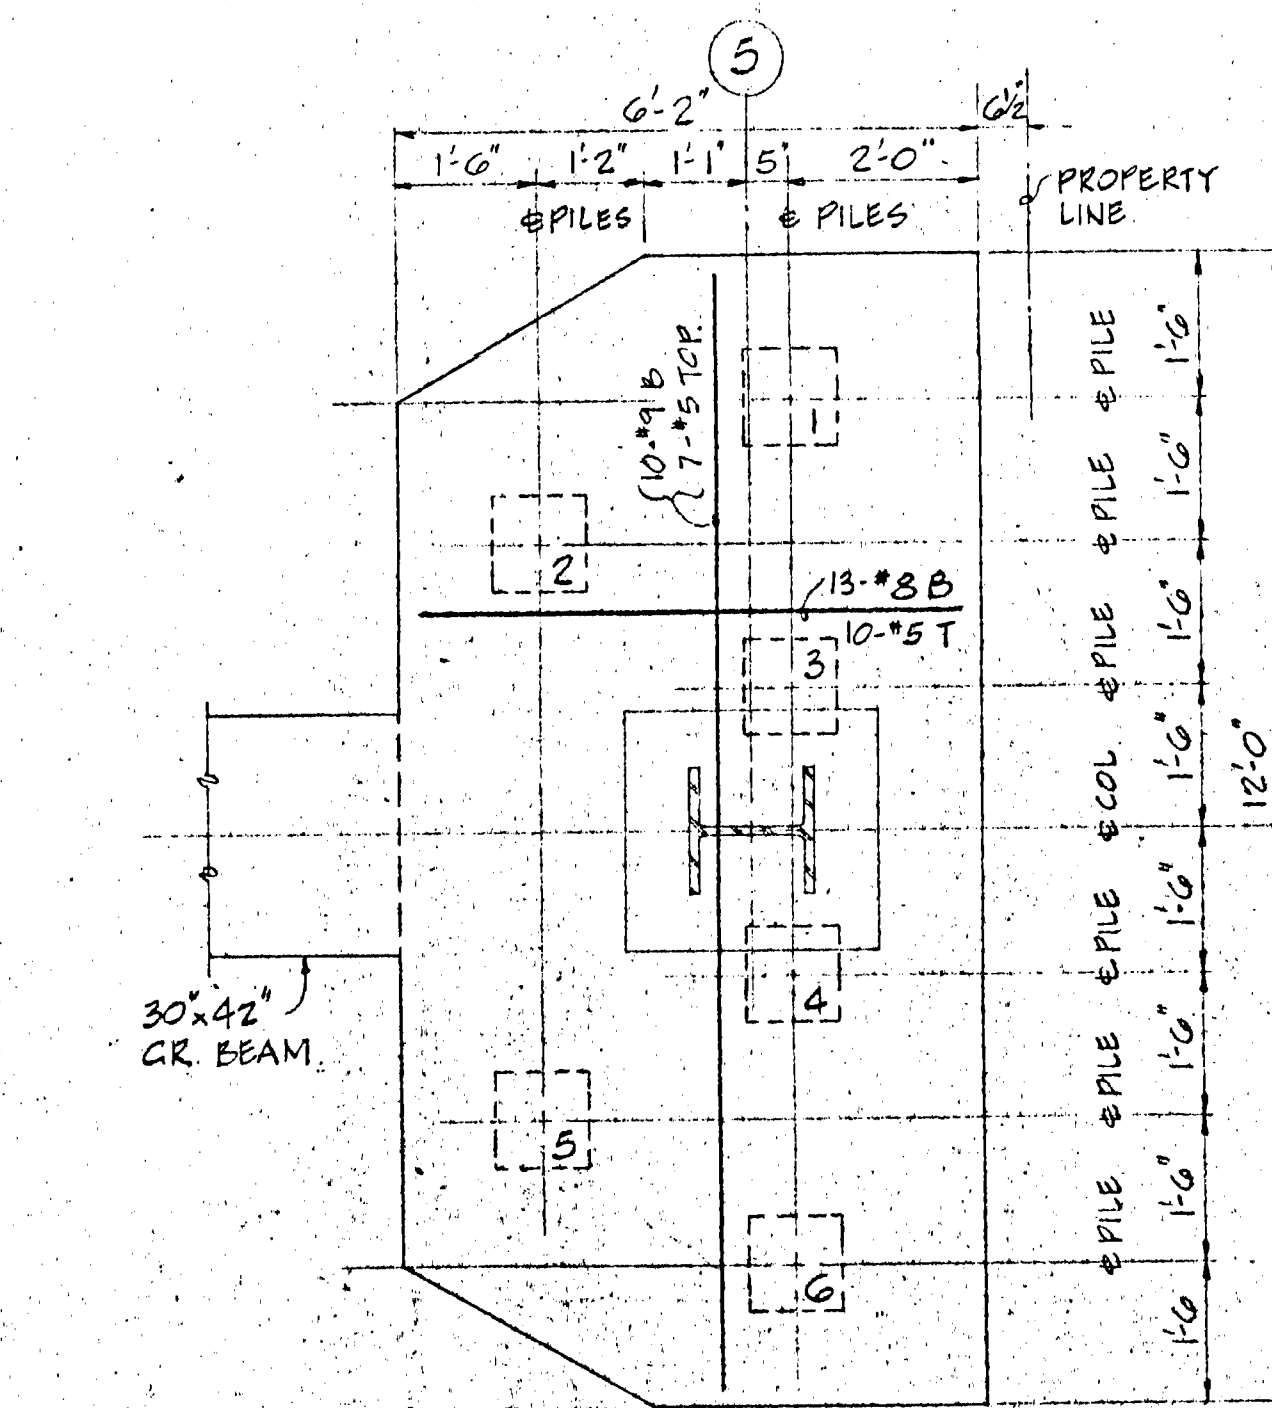 5
6'-2"
6½"
1'-6"
1'-2"
1'-1"
5"
2'-0"
℄ PILES
℄ PILES
PROPERTY
LINE
10-#9 B
7-#5 TOP.
1
2
13-#8 B
10-#5 T
3
4
5
6
30"x42"
GR. BEAM.
℄ PILE
℄ PILE
℄ PILE
℄ COL
℄ PILE
℄ PILE
℄ PILE
1'-6"
1'-6"
1'-6"
1'-6"
1'-6"
1'-6"
1'-6"
1'-6
12'-0"